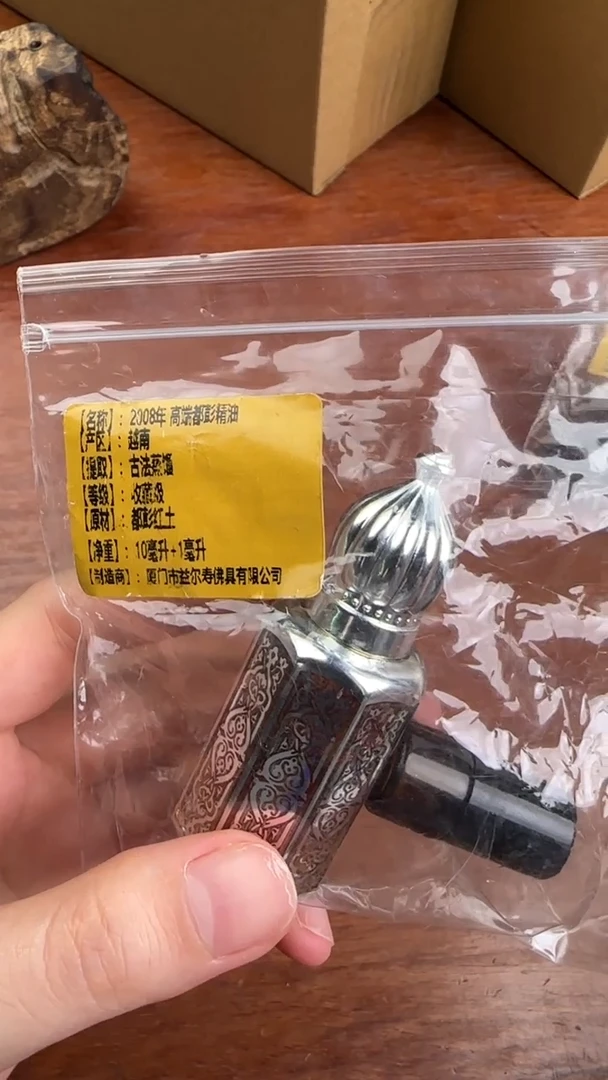 【名称】：2008年 高端都彭精油
【产区】：越南
【提取】：古法蒸馏
【等级】：收藏级
【原材】：都彭红土
【净重】：10毫升+1毫升
【制造商】：厦门市益尔寿佛具有限公司